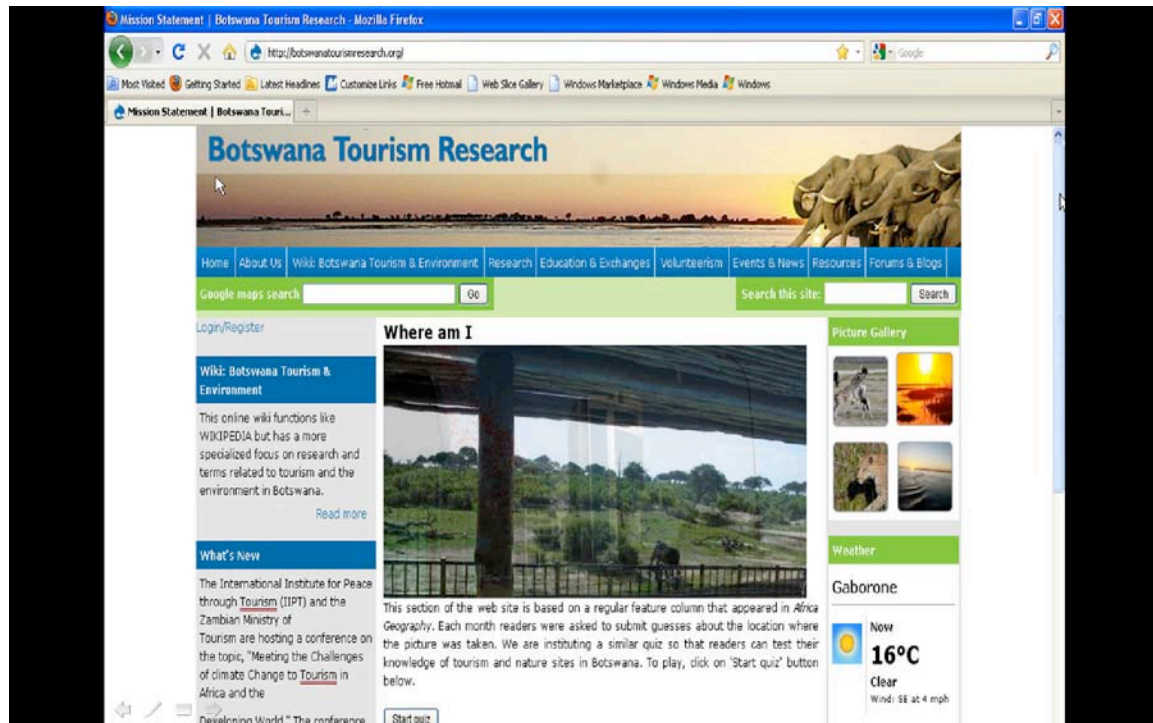 Mission Statement | Botswana Tourism Research - Mozilla Firefox
http://botswanatourismresearch.org/
Google
Most Visited Getting Started Latest Headlines Customize Links Free Hotmail Web Slice Gallery Windows Marketplace Windows Media Windows
Mission Statement | Botswana Touri...
Botswana Tourism Research
Home About Us Wiki: Botswana Tourism & Environment Research Education & Exchanges Volunteerism Events & News Resources Forums & Blogs
Google maps search Go Search this site: Search
Login/Register
Wiki: Botswana Tourism &
Environment
This online wiki functions like
WIKIPEDIA but has a more
specialized focus on research and
terms related to tourism and the
environment in Botswana.
Read more
What's New
The International Institute for Peace
through Tourism (IIPT) and the
Zambian Ministry of
Tourism are hosting a conference on
the topic, "Meeting the Challenges
of climate Change to Tourism in
Africa and the
Developing World." The conference
Where am I
This section of the web site is based on a regular feature column that appeared in Africa
Geography. Each month readers were asked to submit guesses about the location where
the picture was taken. We are instituting a similar quiz so that readers can test their
knowledge of tourism and nature sites in Botswana. To play, click on 'Start quiz' button
below.
Start quiz
Picture Gallery
Weather
Gaborone
Now
16°C
Clear
Wind: SE at 4 mph